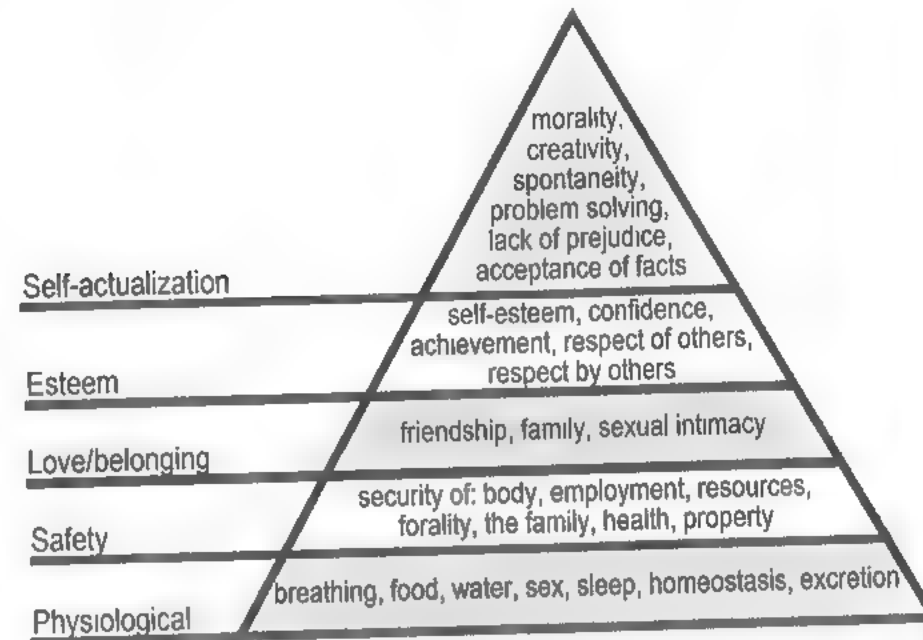 morality,
creativity,
spontaneity,
problem solving,
lack of prejudice,
acceptance of facts
Self-actualization
self-esteem, confidence,
achievement, respect of others,
respect by others
Esteem
friendship, family, sexual intimacy
Love/belonging
security of: body, employment, resources,
forality, the family, health, property
Safety
breathing, food, water, sex, sleep, homeostasis, excretion
Physiological